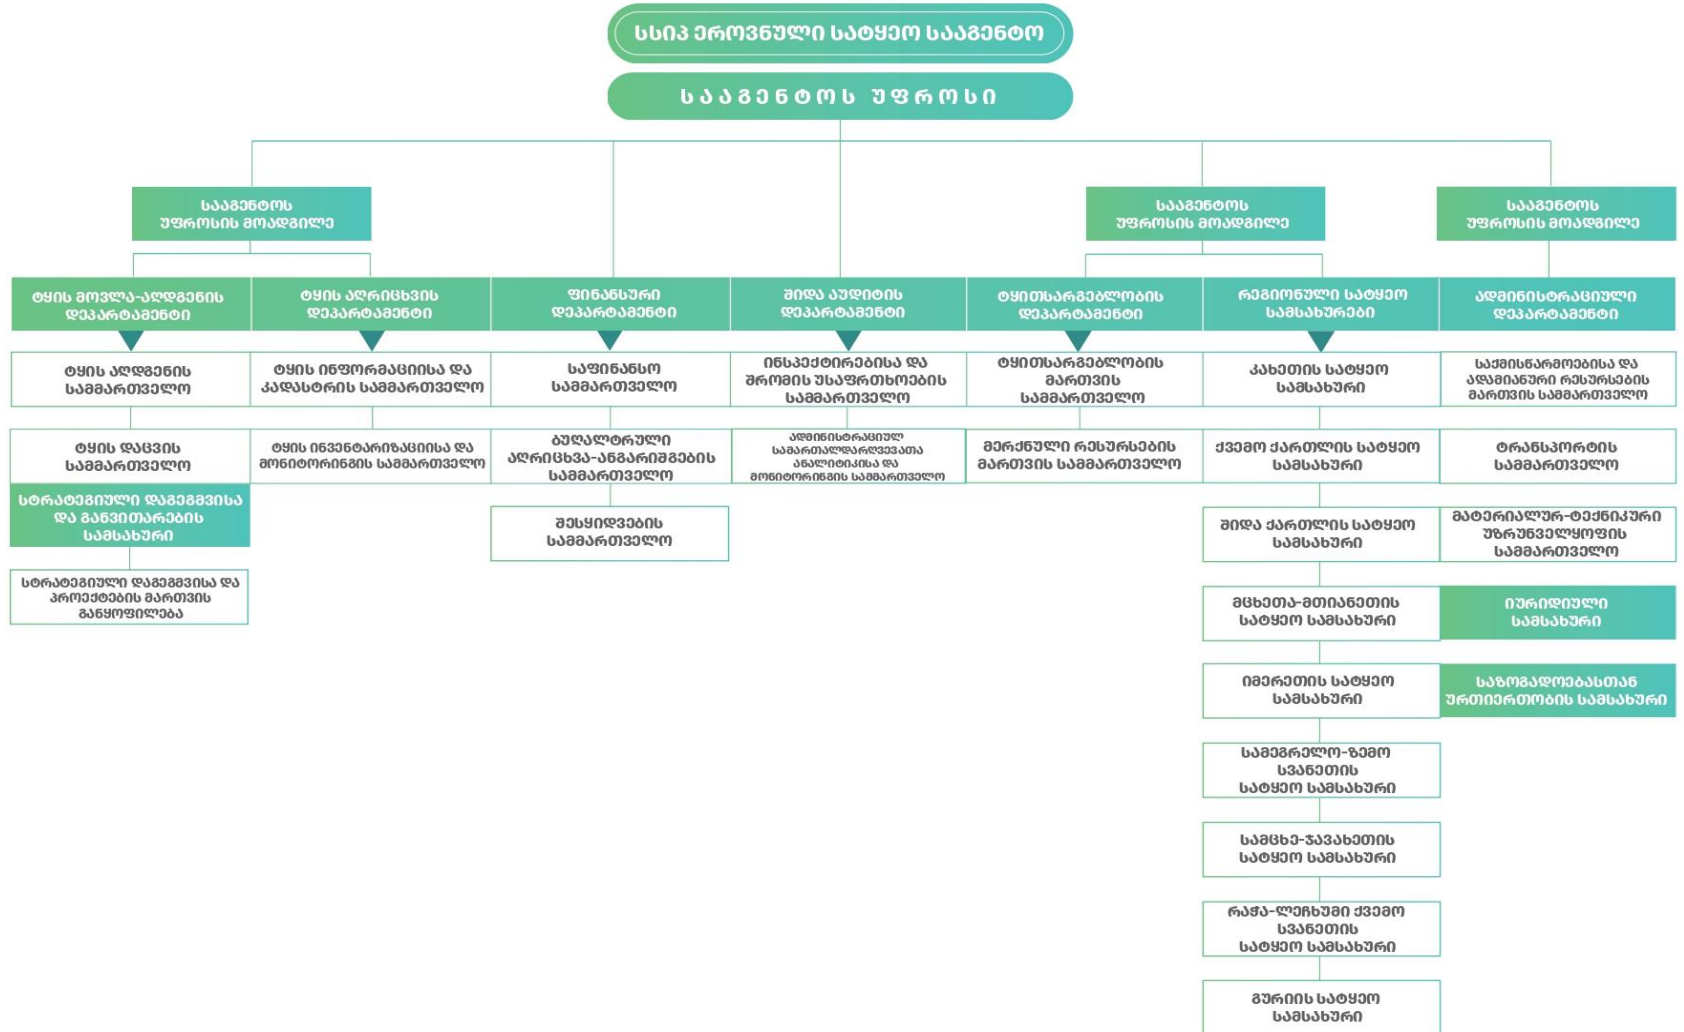 სსიპ ეროვნული სატყეო სააგენტო
სააგენტოს უფროსი
სააგენტოს
უფროსის მოადგილე
სააგენტოს
უფროსის მოადგილე
სააგენტოს
უფროსის მოადგილე
ტყის მოვლა-აღდგენის
დეპარტამენტი
ტყის აღრიცხვის
დეპარტამენტი
ფინანსური
დეპარტამენტი
შიდა აუდიტის
დეპარტამენტი
ტყითსარგებლობის
დეპარტამენტი
რეგიონული სატყეო
სამსახურები
ადმინისტრაციული
დეპარტამენტი
ტყის აღდგენის
სამმართველო
ტყის დაცვის
სამმართველო
სტრატეგიული დაგეგმვისა
და განვითარების
სამსახური
სტრატეგიული დაგეგმვისა და
პროექტების მართვის
განყოფილება
ტყის ინფორმაციისა და
კადასტრის სამმართველო
ტყის ინვენტარიზაციისა და
მონიტორინგის სამმართველო
საფინანსო
სამმართველო
ბუღალტრული
აღრიცხვა-ანგარიშგების
სამმართველო
შესყიდვების
სამმართველო
ინსპექტირებისა და
შრომის უსაფრთხოების
სამმართველო
ადმინისტრაციულ
სამართალდარღვევათა
ანალიტიკისა და
მონიტორინგის სამმართველო
ტყითსარგებლობის
მართვის
სამმართველო
მერქნული რესურსების
მართვის სამმართველო
კახეთის სატყეო
სამსახური
ქვემო ქართლის სატყეო
სამსახური
შიდა ქართლის სატყეო
სამსახური
მცხეთა-მთიანეთის
სატყეო სამსახური
იმერეთის სატყეო
სამსახური
სამეგრელო-ზემო
სვანეთის
სატყეო სამსახური
სამცხე-ჯავახეთის
სატყეო სამსახური
რაჭა-ლეჩხუმი ქვემო
სვანეთის
სატყეო სამსახური
გურიის სატყეო
სამსახური
საქმისწარმოებისა და
ადამიანური რესურსების
მართვის სამმართველო
ტრანსპორტის
სამმართველო
მატერიალურ-ტექნიკური
უზრუნველყოფის
სამმართველო
იურიდიული
სამსახური
საზოგადოებასთან
ურთიერთობის სამსახური